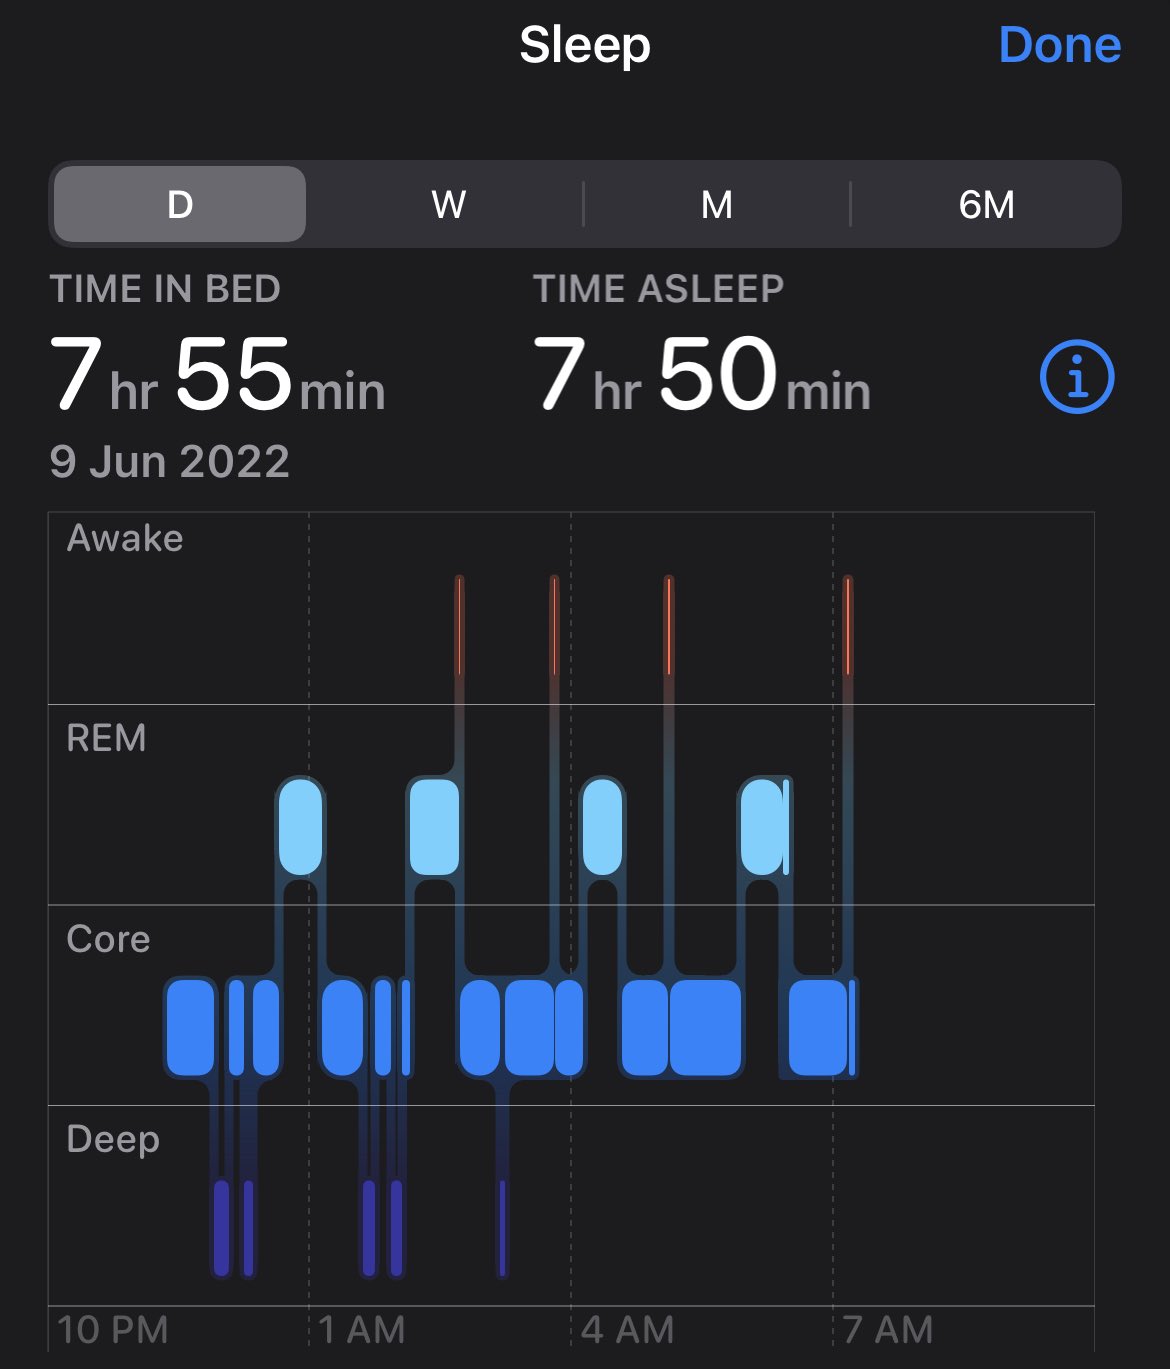 Sleep Done
D W M 6M
TIME IN BED TIME ASLEEP
7 hr 55 min 7 hr 50 min
9 Jun 2022
Awake
REM
Core
Deep
10 PM 1 AM 4 AM 7 AM